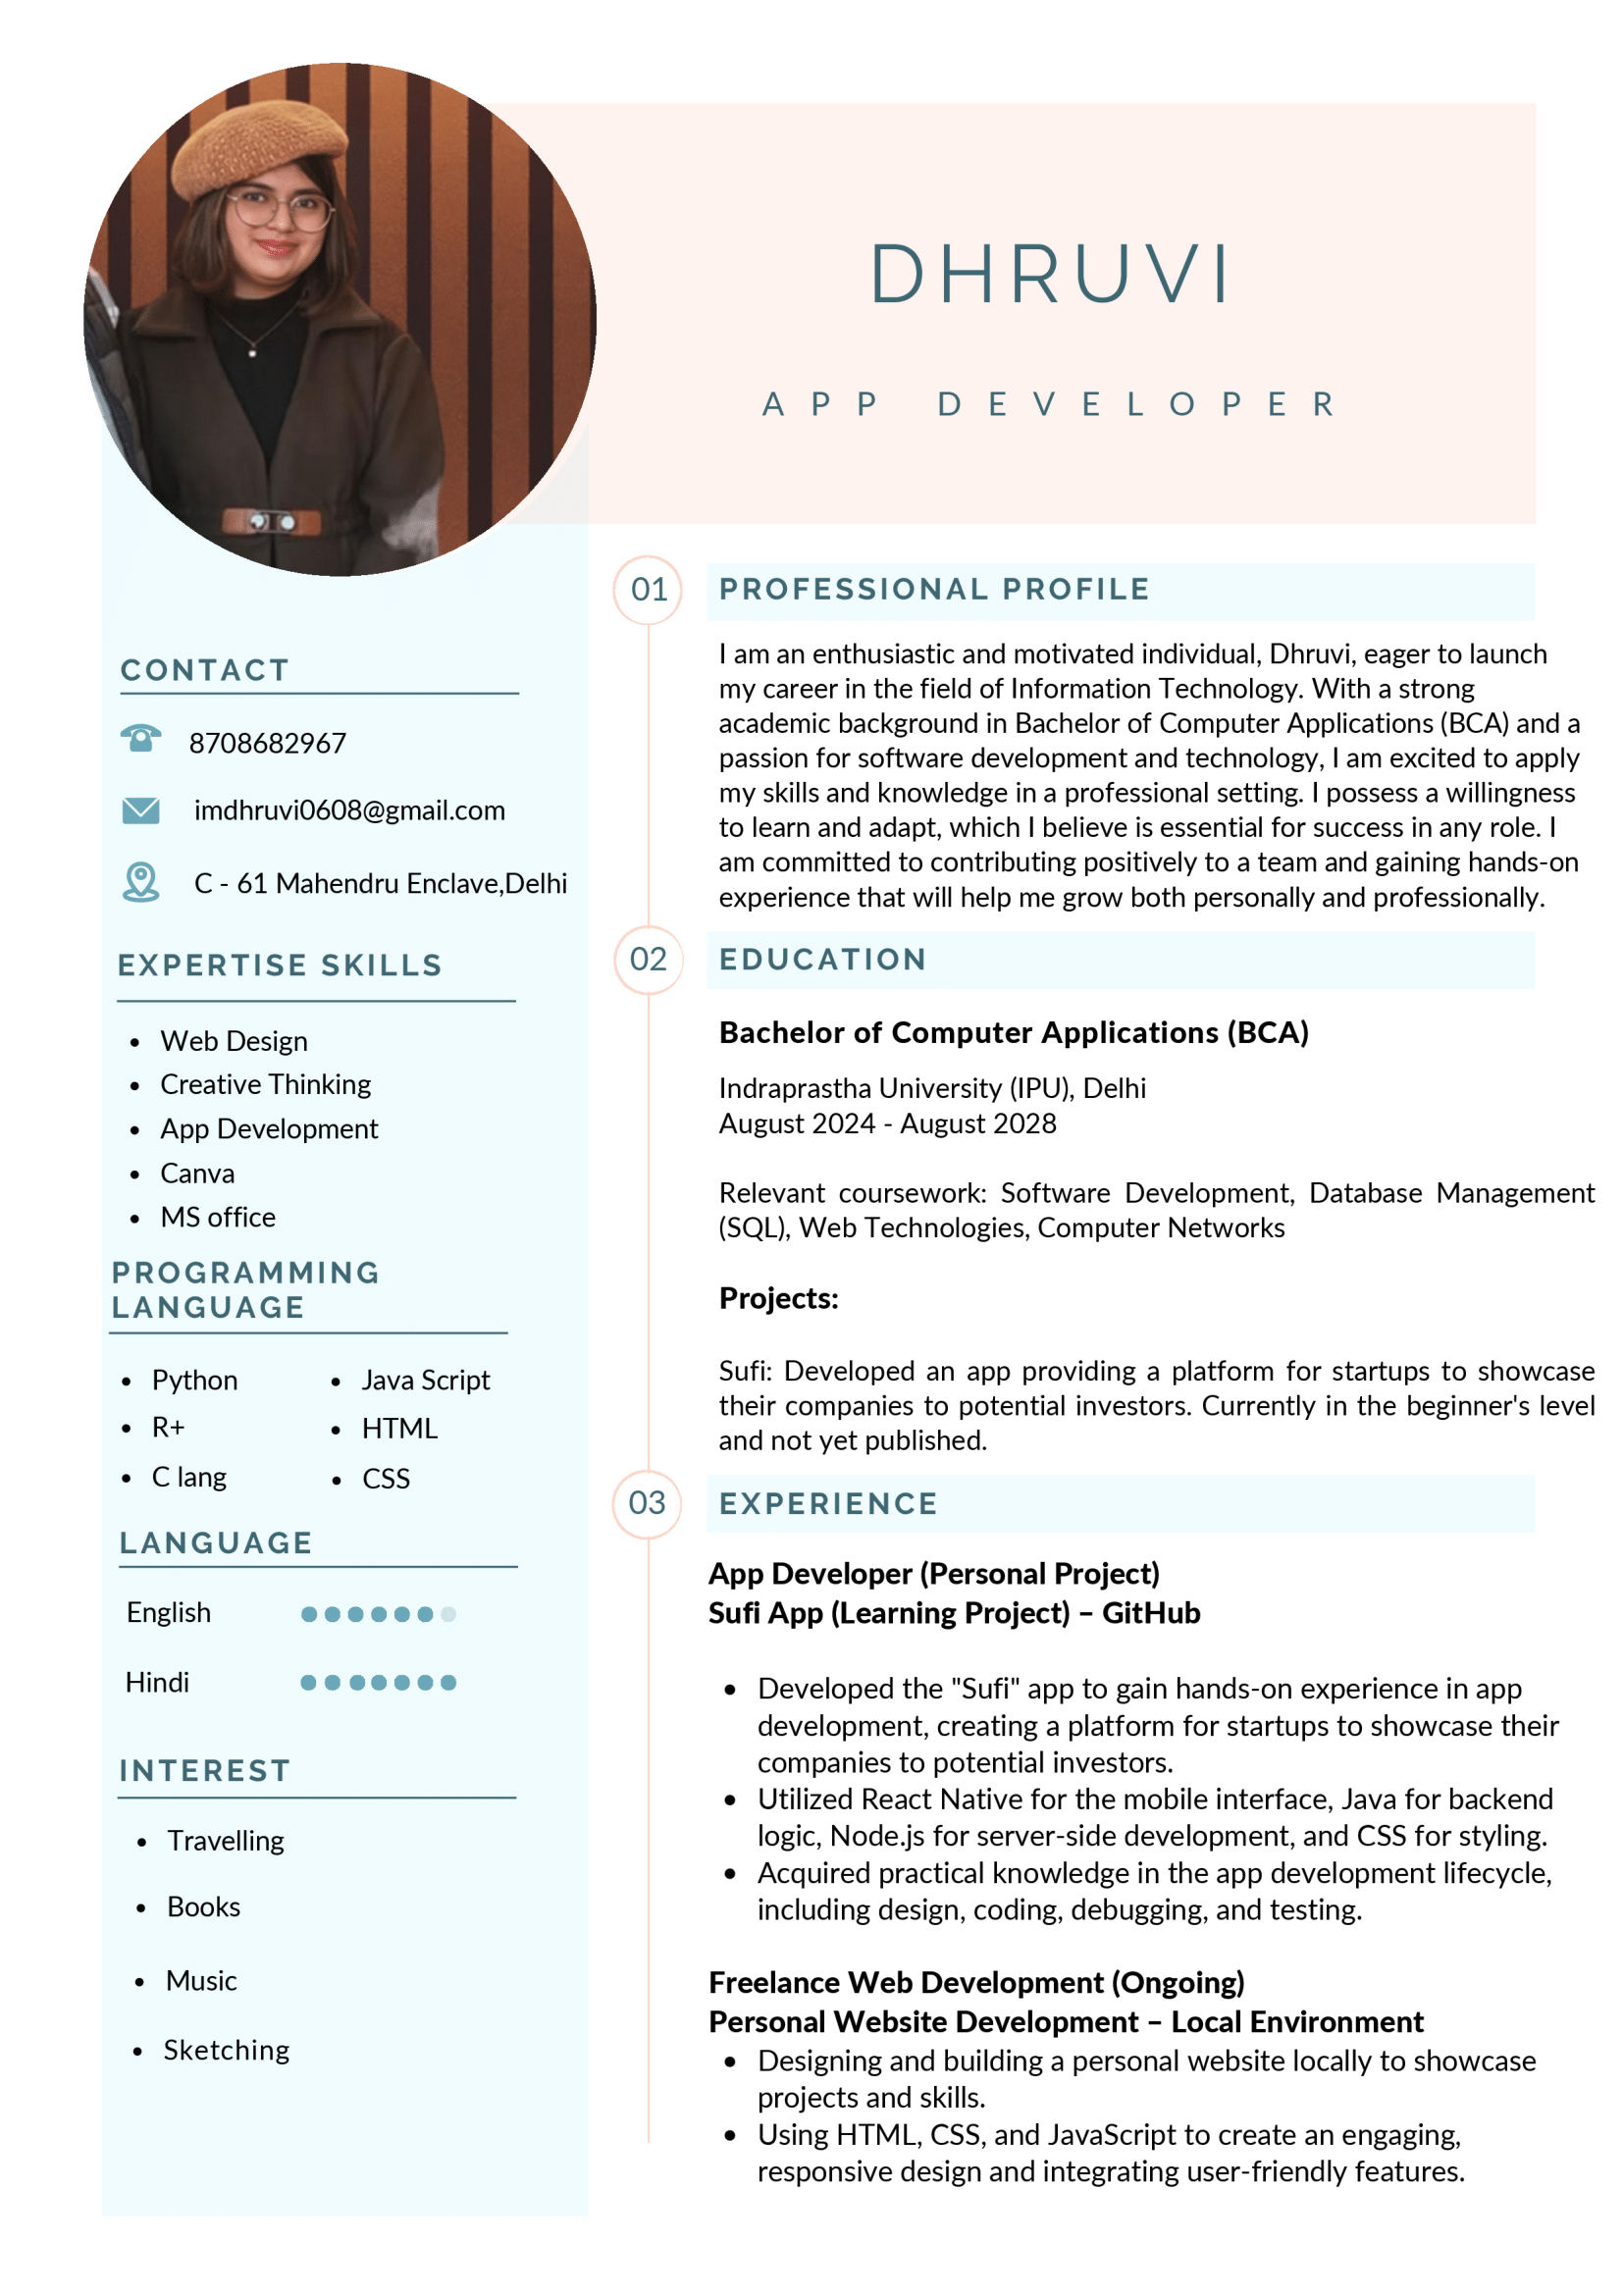 DHRUVI
APP DEVELOPER
CONTACT
8708682967
imdhruvi0608@gmail.com
C - 61 Mahendru Enclave,Delhi
EXPERTISE SKILLS
• Web Design
• Creative Thinking
• App Development
• Canva
• MS office
PROGRAMMING
LANGUAGE
• Python
• R+
• C lang
• Java Script
• HTML
• CSS
LANGUAGE
English
Hindi
INTEREST
• Travelling
• Books
• Music
• Sketching
01 PROFESSIONAL PROFILE
I am an enthusiastic and motivated individual, Dhruvi, eager to launch
my career in the field of Information Technology. With a strong
academic background in Bachelor of Computer Applications (BCA) and a
passion for software development and technology, I am excited to apply
my skills and knowledge in a professional setting. I possess a willingness
to learn and adapt, which I believe is essential for success in any role. I
am committed to contributing positively to a team and gaining hands-on
experience that will help me grow both personally and professionally.
02 EDUCATION
Bachelor of Computer Applications (BCA)
Indraprastha University (IPU), Delhi
August 2024 - August 2028
Relevant coursework: Software Development, Database Management
(SQL), Web Technologies, Computer Networks
Projects:
Sufi: Developed an app providing a platform for startups to showcase
their companies to potential investors. Currently in the beginner's level
and not yet published.
03 EXPERIENCE
App Developer (Personal Project)
Sufi App (Learning Project) – GitHub
• Developed the "Sufi" app to gain hands-on experience in app
development, creating a platform for startups to showcase their
companies to potential investors.
• Utilized React Native for the mobile interface, Java for backend
logic, Node.js for server-side development, and CSS for styling.
• Acquired practical knowledge in the app development lifecycle,
including design, coding, debugging, and testing.
Freelance Web Development (Ongoing)
Personal Website Development – Local Environment
• Designing and building a personal website locally to showcase
projects and skills.
• Using HTML, CSS, and JavaScript to create an engaging,
responsive design and integrating user-friendly features.